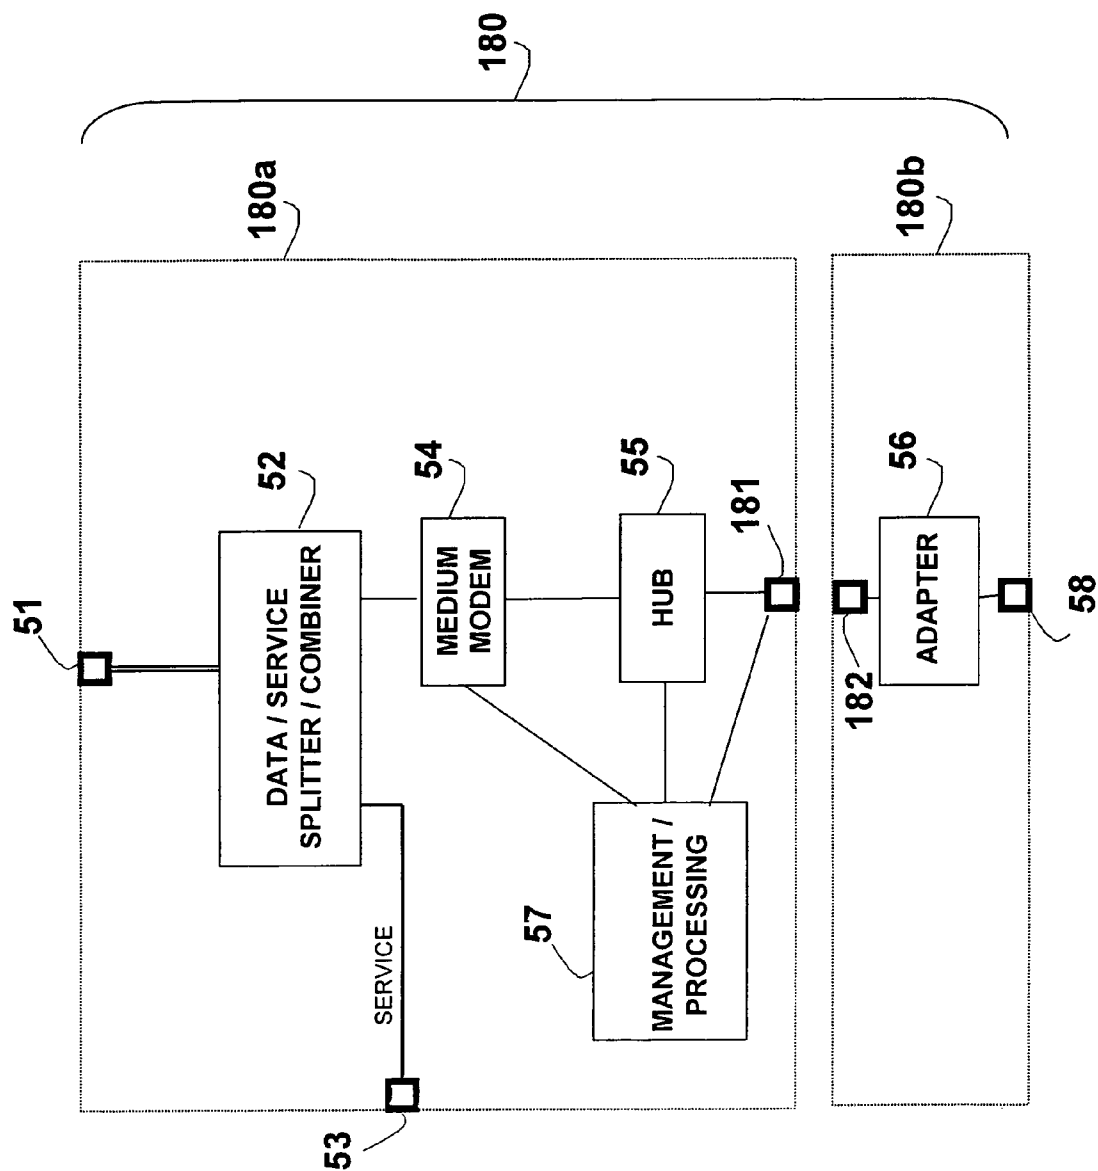 180
180a
180b
51
52
DATA / SERVICE
SPLITTER / COMBINER
54
MEDIUM
MODEM
55
HUB
181
182
56
ADAPTER
58
SERVICE
53
57
MANAGEMENT /
PROCESSING